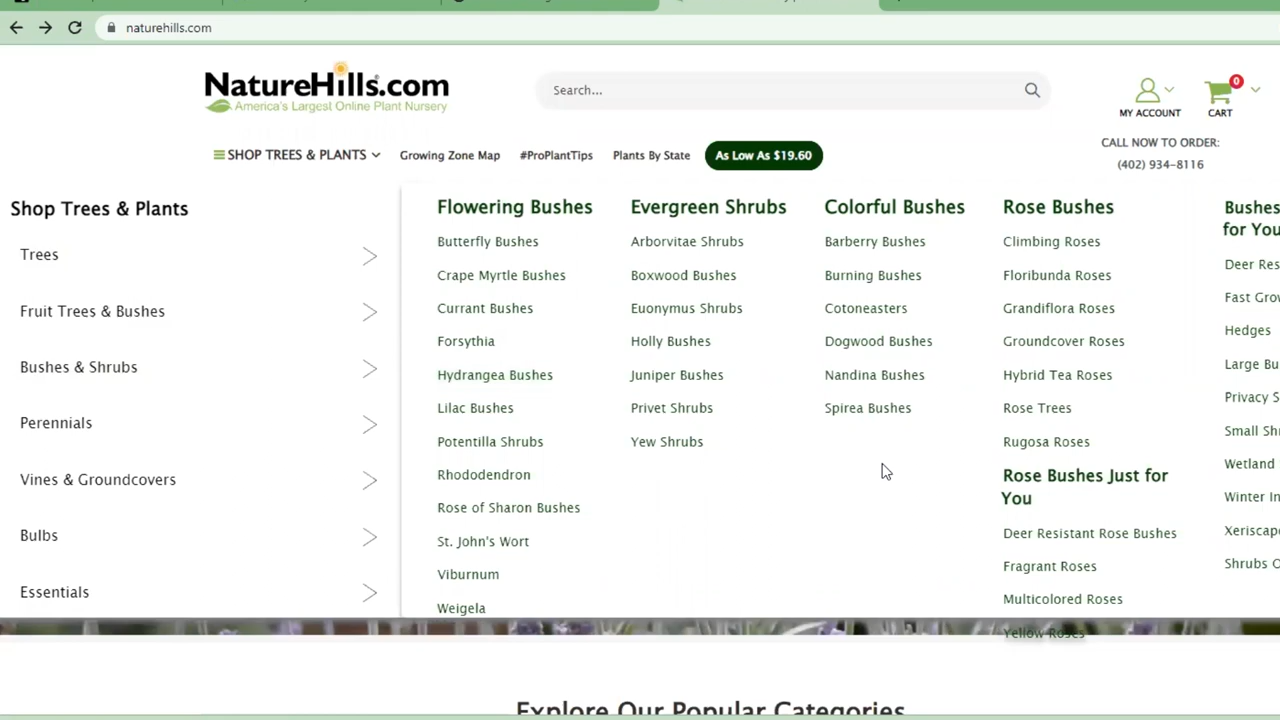 naturehills.com
NatureHills.com
America's Largest Online Plant Nursery
Search...
MY ACCOUNT
0
CART
SHOP TREES & PLANTS
Growing Zone Map
#ProPlantTips
Plants By State
As Low As $19.60
CALL NOW TO ORDER:
(402) 934-8116
Shop Trees & Plants
Trees
Fruit Trees & Bushes
Bushes & Shrubs
Perennials
Vines & Groundcovers
Bulbs
Essentials
Flowering Bushes
Butterfly Bushes
Crape Myrtle Bushes
Currant Bushes
Forsythia
Hydrangea Bushes
Lilac Bushes
Potentilla Shrubs
Rhododendron
Rose of Sharon Bushes
St. John's Wort
Viburnum
Weigela
Evergreen Shrubs
Arborvitae Shrubs
Boxwood Bushes
Euonymus Shrubs
Holly Bushes
Juniper Bushes
Privet Shrubs
Yew Shrubs
Colorful Bushes
Barberry Bushes
Burning Bushes
Cotoneasters
Dogwood Bushes
Nandina Bushes
Spirea Bushes
Rose Bushes
Climbing Roses
Floribunda Roses
Grandiflora Roses
Groundcover Roses
Hybrid Tea Roses
Rose Trees
Rugosa Roses
Rose Bushes Just for
You
Deer Resistant Rose Bushes
Fragrant Roses
Multicolored Roses
Yellow Roses
Bushes
for You
Deer Res
Fast Gro
Hedges
Large Bu
Privacy S
Small Shr
Wetland
Winter In
Xeriscape
Shrubs O
Explore Our Popular Categories